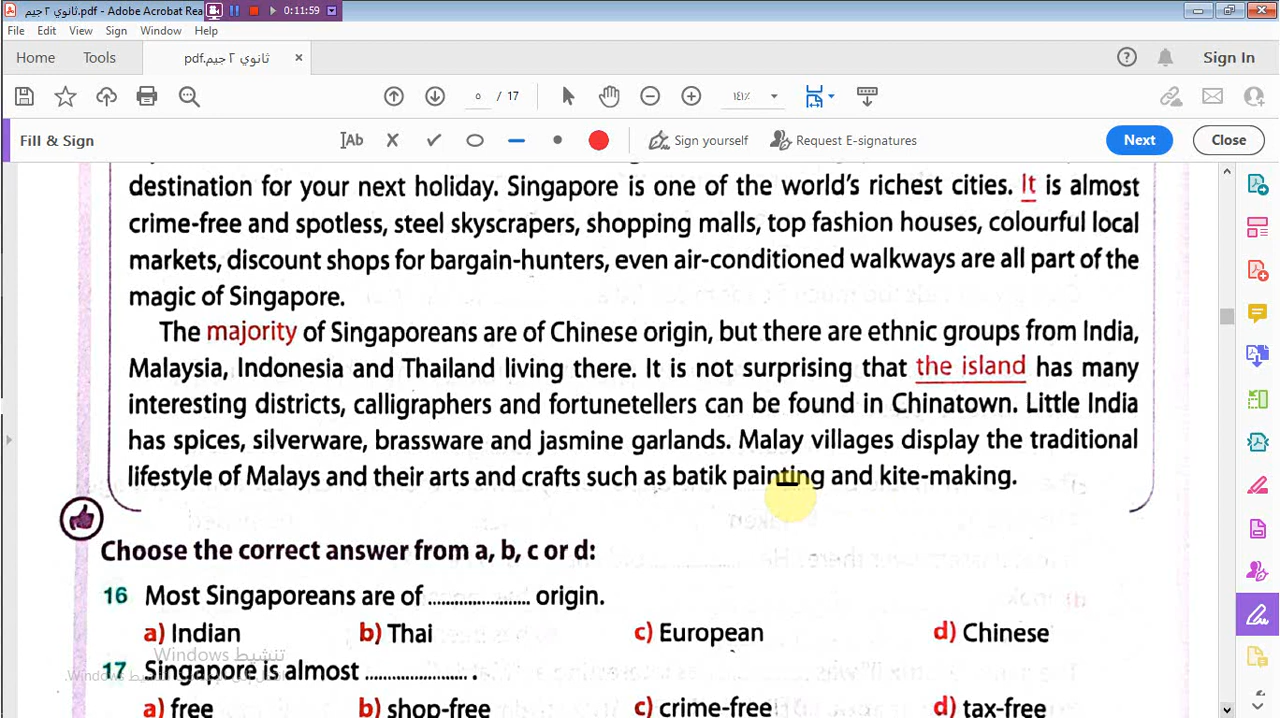 ثانوي ٢ جيم.pdf - Adobe Acrobat Rea 0:11:59
File Edit View Sign Window Help
Home Tools ثانوي ٢ جيم.pdf × Sign In
٥ / 17 ١٤١٪
Fill & Sign Ab Sign yourself Request E-signatures Next Close
destination for your next holiday. Singapore is one of the world's richest cities. It is almost
crime-free and spotless, steel skyscrapers, shopping malls, top fashion houses, colourful local
markets, discount shops for bargain-hunters, even air-conditioned walkways are all part of the
magic of Singapore.
The majority of Singaporeans are of Chinese origin, but there are ethnic groups from India,
Malaysia, Indonesia and Thailand living there. It is not surprising that the island has many
interesting districts, calligraphers and fortunetellers can be found in Chinatown. Little India
has spices, silverware, brassware and jasmine garlands. Malay villages display the traditional
lifestyle of Malays and their arts and crafts such as batik painting and kite-making.
Choose the correct answer from a, b, c or d:
16 Most Singaporeans are of ..................... origin.
a) Indian b) Thai c) European d) Chinese
تنشيط Windows
17 Singapore is almost ..................... .
a) free b) shop-free c) crime-free d) tax-free